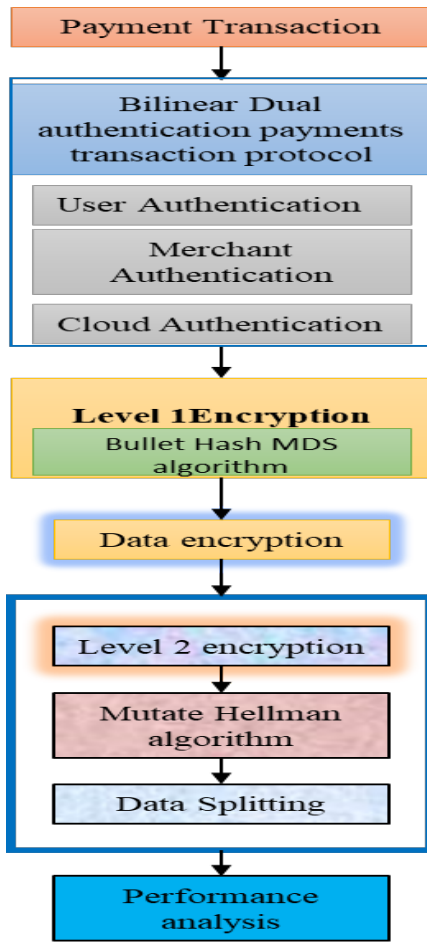 Payment Transaction
Bilinear Dual
authentication payments
transaction protocol
User Authentication
Merchant
Authentication
Cloud Authentication
Level 1Encryption
Bullet Hash MDS
algorithm
Data encryption
Level 2 encryption
Mutate Hellman
algorithm
Data Splitting
Performance
analysis